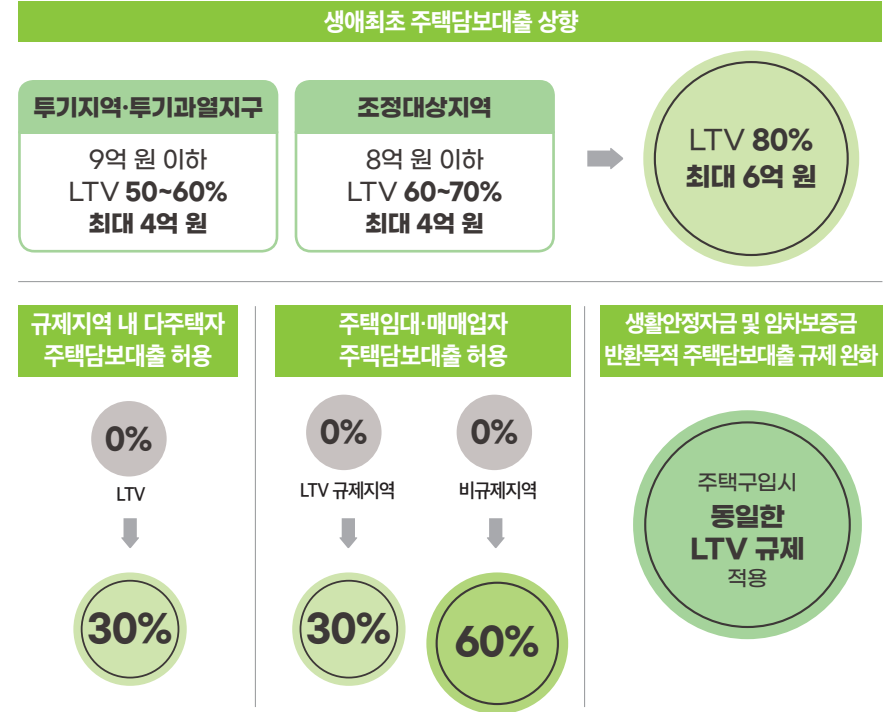 생애최초 주택담보대출 상향
투기지역·투기과열지구
9억 원 이하
LTV 50~60%
최대 4억 원
조정대상지역
8억 원 이하
LTV 60~70%
최대 4억 원
LTV 80%
최대 6억 원
규제지역 내 다주택자
주택담보대출 허용
0%
LTV
30%
주택임대·매매업자
주택담보대출 허용
0%
LTV 규제지역
30%
0%
비규제지역
60%
생활안정자금 및 임차보증금
반환목적 주택담보대출 규제 완화
주택구입시
동일한
LTV 규제
적용